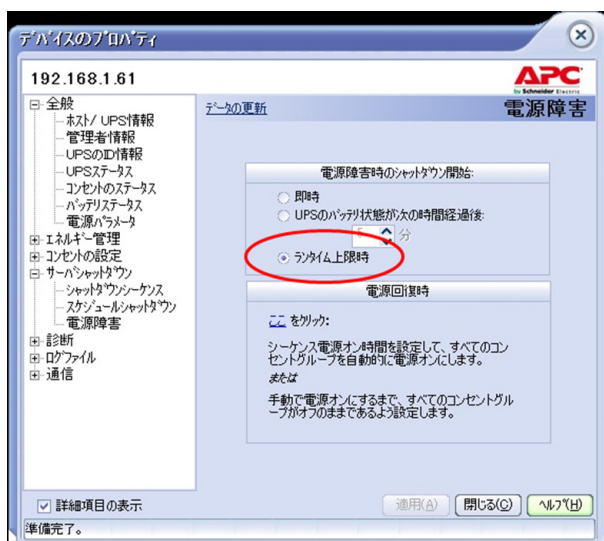 デバイスのプロパティ
192.168.1.61
APC
by Schneider Electric
全般
ホスト/ UPS情報
管理者情報
UPSのID情報
UPSステータス
コンセントのステータス
バッテリステータス
電源パラメータ
エネルギー管理
コンセントの設定
サーバシャットダウン
シャットダウンシーケンス
スケジュールシャットダウン
電源障害
診断
ログファイル
通信
データの更新
電源障害
電源障害時のシャットダウン開始:
即時
UPSのバッテリ状態が次の時間経過後:
5 分
ランタイム上限時
電源回復時
ここ をクリック:
シーケンス電源オン時間を設定して、すべてのコン
セントグループを自動的に電源オンにします。
または
手動で電源オンにするまで、すべてのコンセントグル
ープがオフのままであるよう設定します。
詳細項目の表示
適用(A)
閉じる(C)
ヘルプ(H)
準備完了。